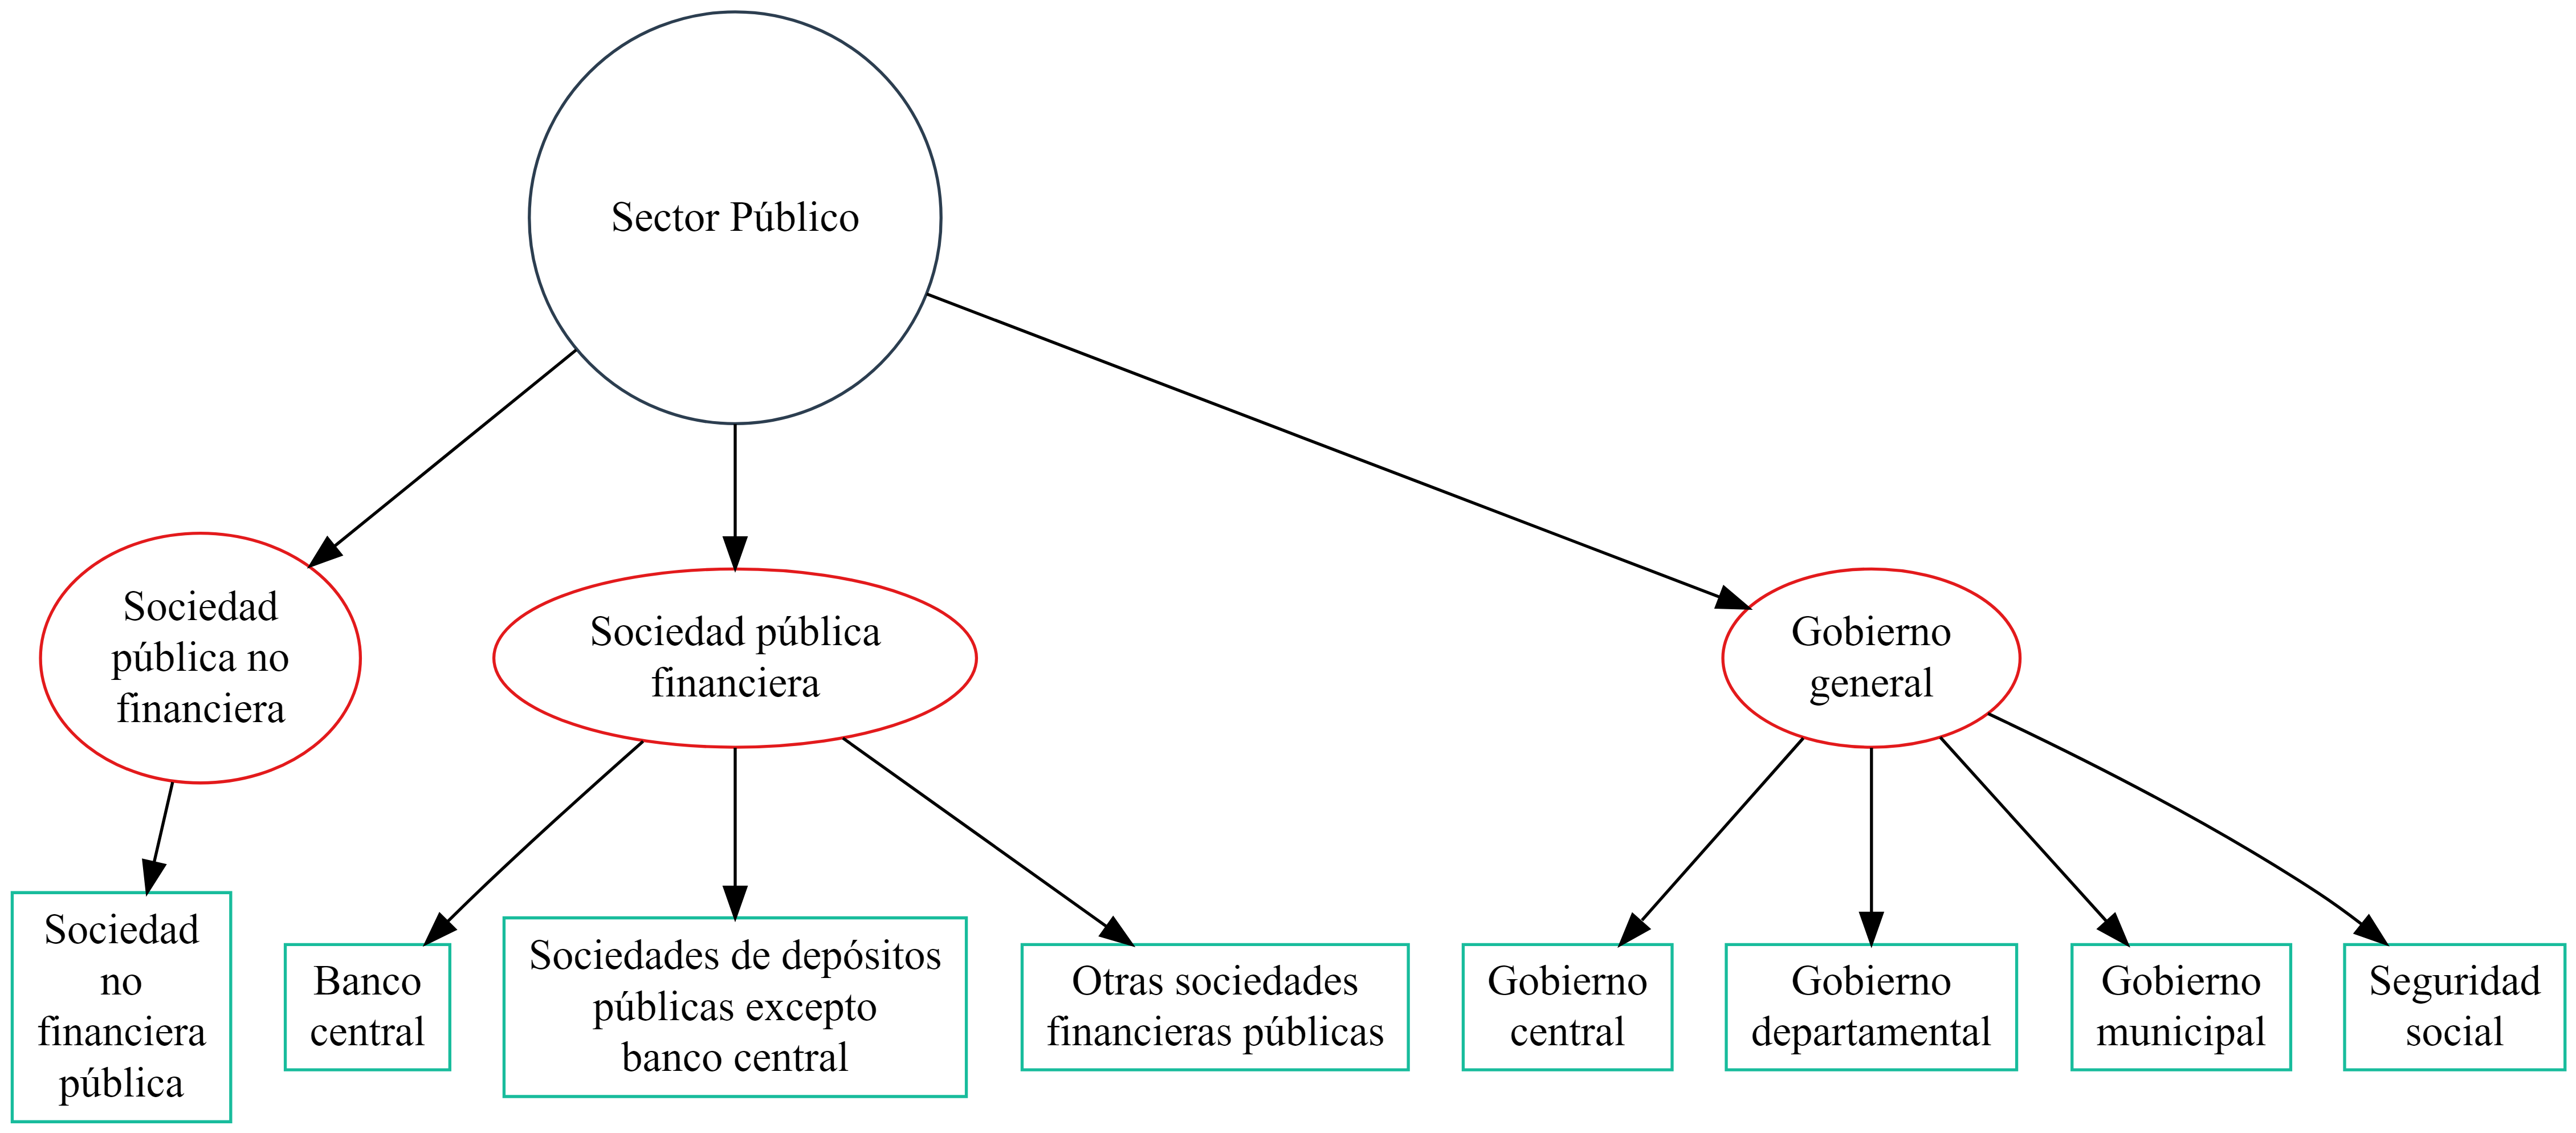 Sector Público
Sociedad
pública no
financiera
Sociedad pública
financiera
Gobierno
general
Sociedad
no
financiera
pública
Banco
central
Sociedades de depósitos
públicas excepto
banco central
Otras sociedades
financieras públicas
Gobierno
central
Gobierno
departamental
Gobierno
municipal
Seguridad
social